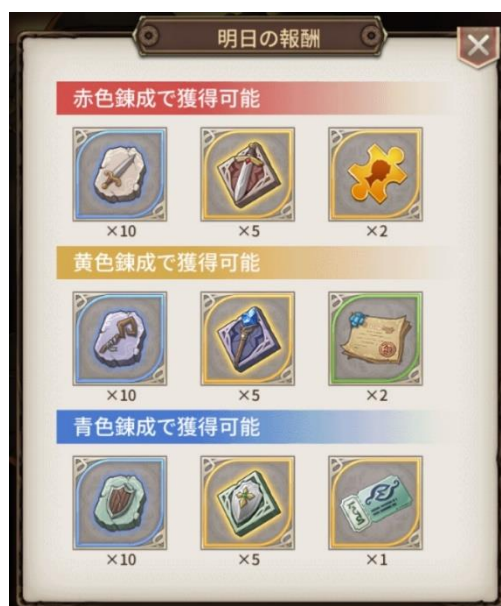 明日の報酬
赤色錬成で獲得可能
×10 ×5 ×2
黄色錬成で獲得可能
×10 ×5 ×2
青色錬成で獲得可能
×10 ×5 ×1